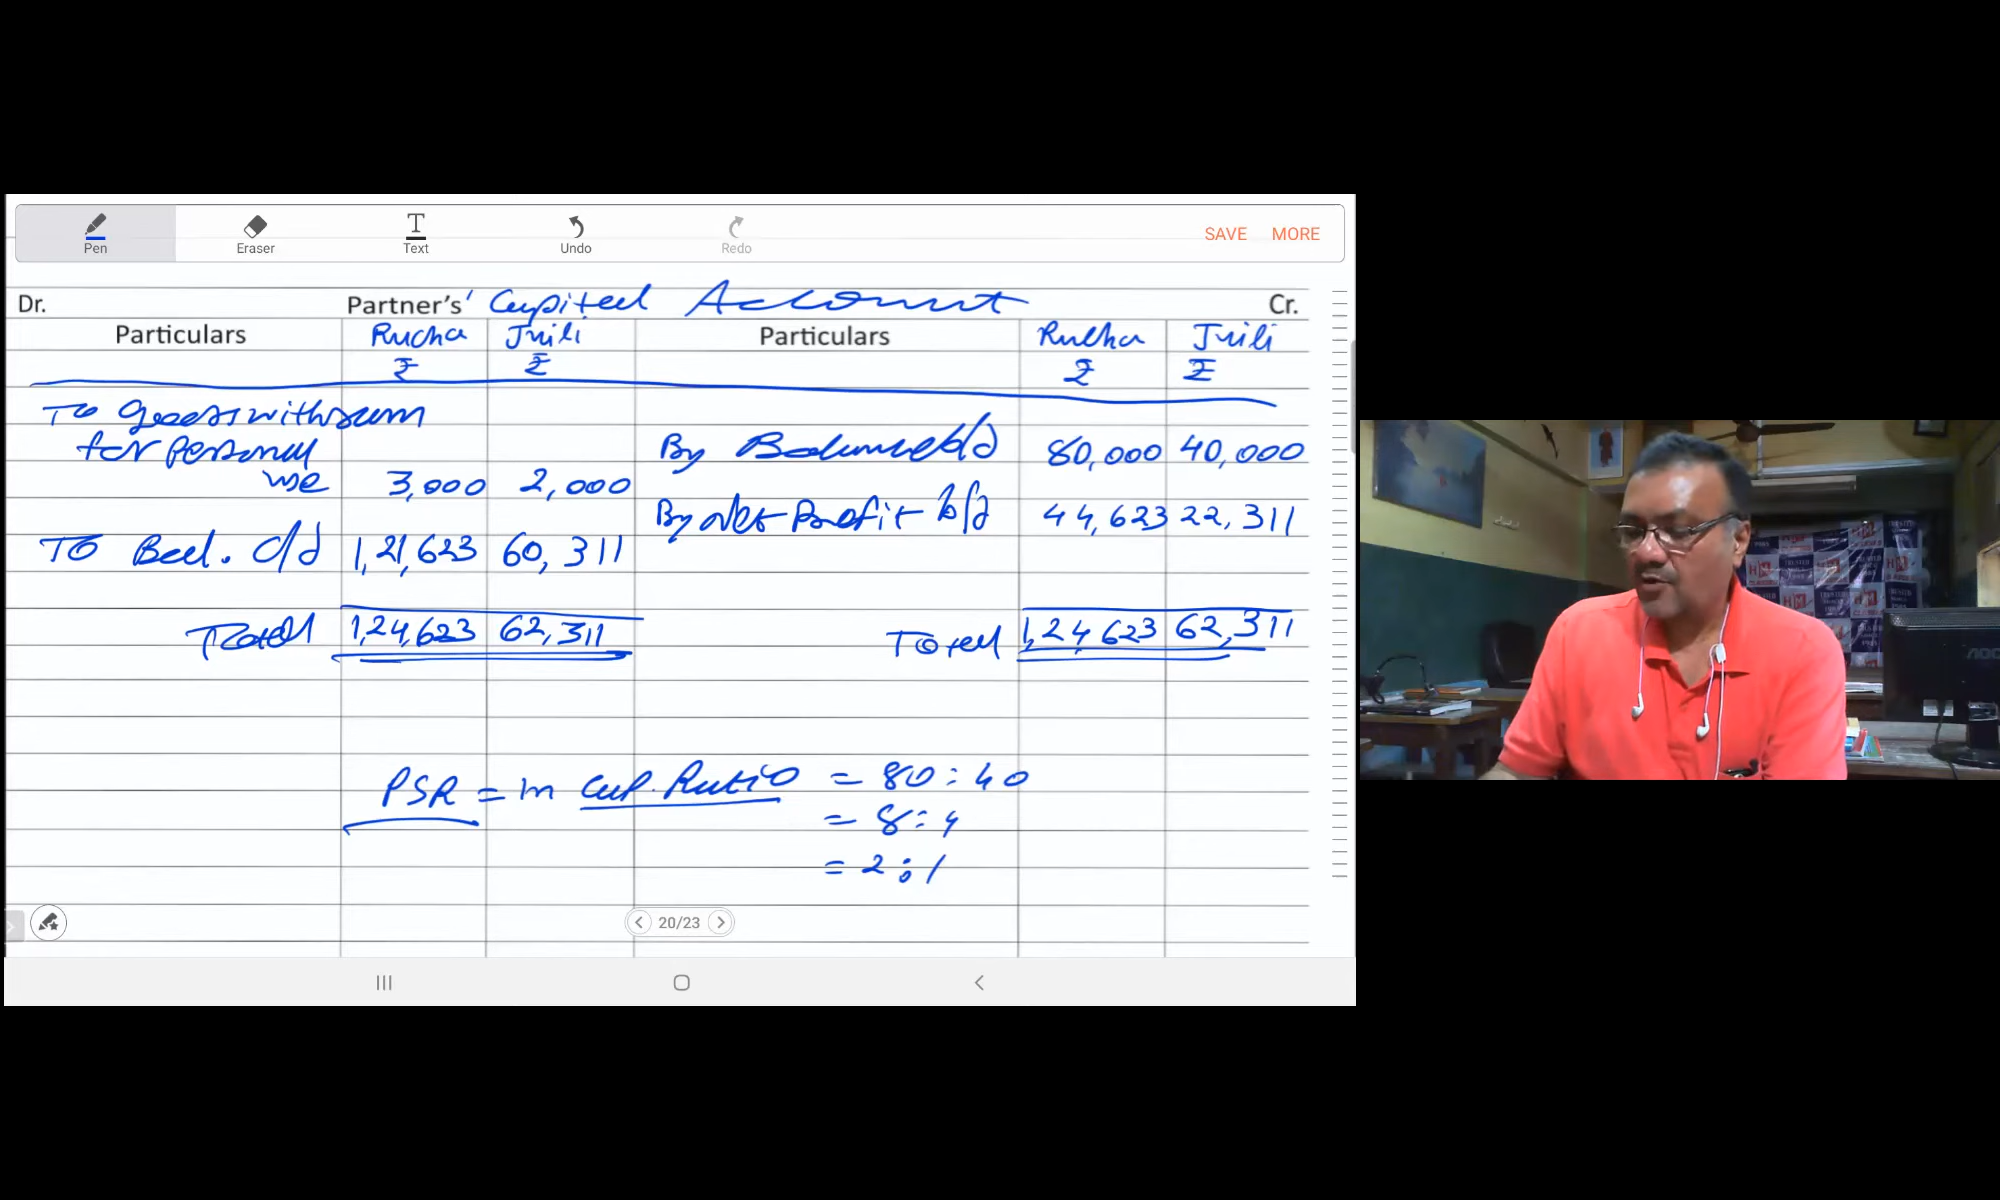 Pen Eraser Text Undo Redo SAVE MORE
Dr. Partner's' Capital Account Cr.
Particulars Rucha Juili Particulars Rucha Juili
₹ ₹ ₹ ₹
To goods withdrawn
for personal By Balance b/d 80,000 40,000
use 3,000 2,000
By Net Profit b/d 44,623 22,311
To Bal. c/d 1,21,623 60,311
Total 1,24,623 62,311 Total 1,24,623 62,311
PSR = in Cap. Ratio = 80:40
= 8:4
= 2:1
20/23